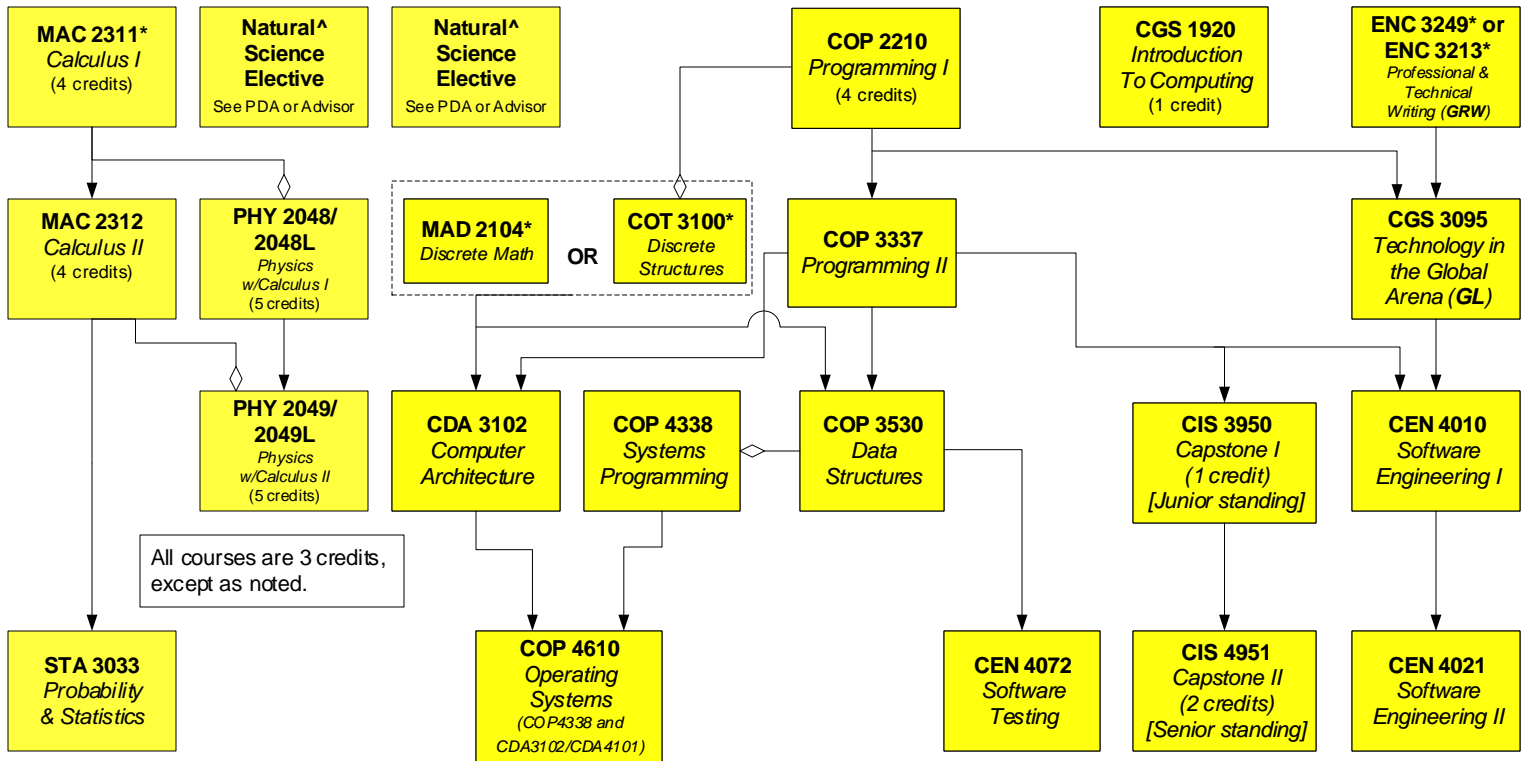 MAC 2311*
Calculus I
(4 credits)
Natural^
Science
Elective
See PDA or Advisor
Natural^
Science
Elective
See PDA or Advisor
COP 2210
Programming I
(4 credits)
CGS 1920
Introduction
To Computing
(1 credit)
ENC 3249* or
ENC 3213*
Professional &
Technical
Writing (GRW)
MAC 2312
Calculus II
(4 credits)
PHY 2048/
2048L
Physics
w/Calculus I
(5 credits)
MAD 2104*
Discrete Math
OR
COT 3100*
Discrete
Structures
COP 3337
Programming II
CGS 3095
Technology in
the Global
Arena (GL)
PHY 2049/
2049L
Physics
w/Calculus II
(5 credits)
CDA 3102
Computer
Architecture
COP 4338
Systems
Programming
COP 3530
Data
Structures
CIS 3950
Capstone I
(1 credit)
[Junior standing]
CEN 4010
Software
Engineering I
All courses are 3 credits,
except as noted.
STA 3033
Probability
& Statistics
COP 4610
Operating
Systems
(COP4338 and
CDA3102/CDA4101)
CEN 4072
Software
Testing
CIS 4951
Capstone II
(2 credits)
[Senior standing]
CEN 4021
Software
Engineering II